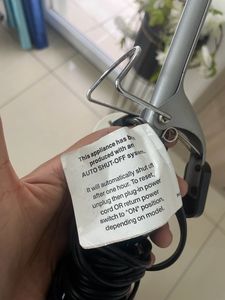 This appliance has be
produced with an
AUTO SHUT-OFF system.
It will automatically shut off
after one hour. To reset,
unplug then plug-in power
cord OR return power
switch to "ON" position,
depending on model.